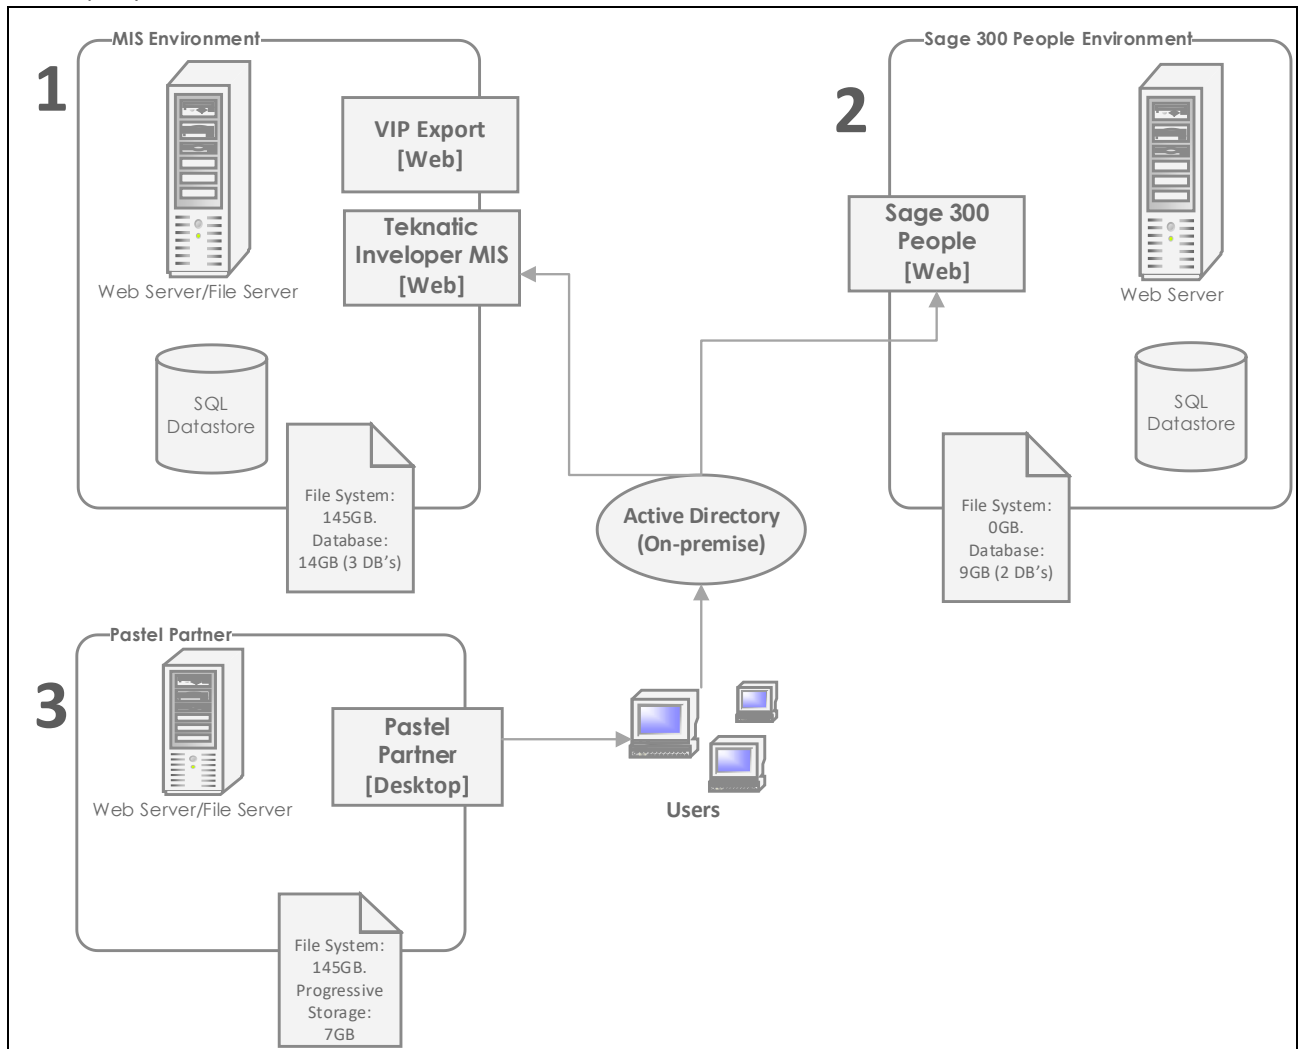 MIS Environment
1
VIP Export
[Web]
Teknatic
Inveloper MIS
[Web]
Web Server/File Server
SQL
Datastore
File System:
145GB.
Database:
14GB (3 DB's)
Sage 300 People Environment
2
Sage 300
People
[Web]
Web Server
SQL
Datastore
File System:
0GB.
Database:
9GB (2 DB's)
Active Directory
(On-premise)
Pastel Partner
3
Pastel
Partner
[Desktop]
Web Server/File Server
Users
File System:
145GB.
Progressive
Storage:
7GB